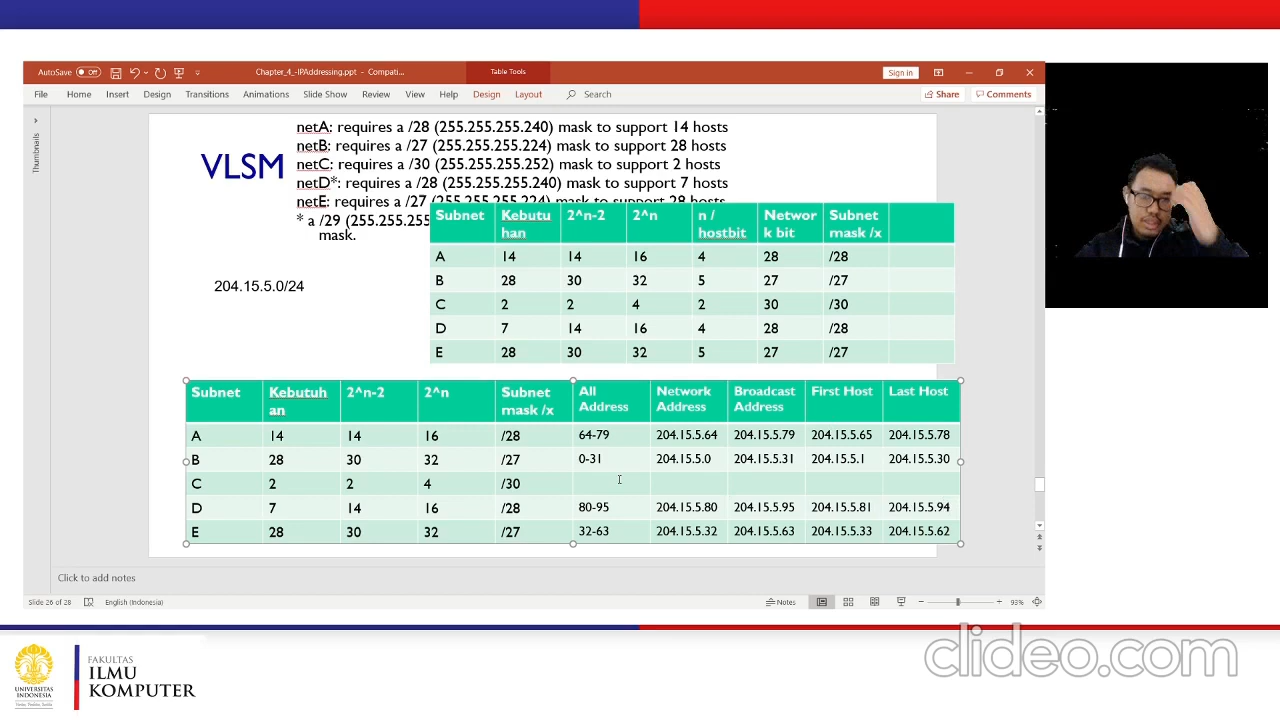 AutoSave Off Chapter_4_-IPAddressing.ppt - Compati... Table Tools Sign in
File Home Insert Design Transitions Animations Slide Show Review View Help Design Layout Search Share Comments
Thumbnails
VLSM
netA: requires a /28 (255.255.255.240) mask to support 14 hosts
netB: requires a /27 (255.255.255.224) mask to support 28 hosts
netC: requires a /30 (255.255.255.252) mask to support 2 hosts
netD*: requires a /28 (255.255.255.240) mask to support 7 hosts
netE: requires a /27 (255.255.255.224) mask to support 28 hosts
* a /29 (255.255.255
mask.
204.15.5.0/24
Subnet Kebutuhan 2^n-2 2^n n / hostbit Network bit Subnet mask /x
A 14 14 16 4 28 /28
B 28 30 32 5 27 /27
C 2 2 4 2 30 /30
D 7 14 16 4 28 /28
E 28 30 32 5 27 /27
Subnet Kebutuhan 2^n-2 2^n Subnet mask /x All Address Network Address Broadcast Address First Host Last Host
A 14 14 16 /28 64-79 204.15.5.64 204.15.5.79 204.15.5.65 204.15.5.78
B 28 30 32 /27 0-31 204.15.5.0 204.15.5.31 204.15.5.1 204.15.5.30
C 2 2 4 /30
D 7 14 16 /28 80-95 204.15.5.80 204.15.5.95 204.15.5.81 204.15.5.94
E 28 30 32 /27 32-63 204.15.5.32 204.15.5.63 204.15.5.33 204.15.5.62
Click to add notes
Slide 26 of 28 English (Indonesia) Notes 93%
UNIVERSITAS
INDONESIA
FAKULTAS
ILMU
KOMPUTER
clideo.com